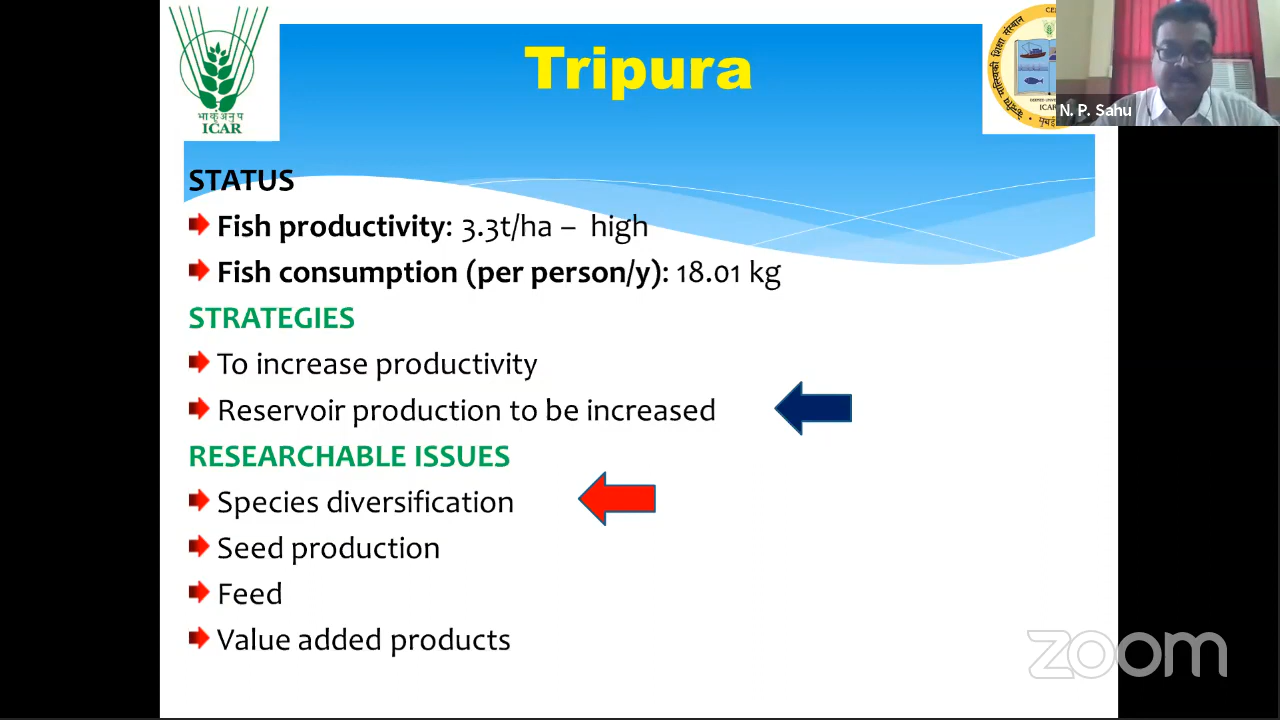 Tripura
भाकृअनुप
ICAR
N. P. Sahu
STATUS
Fish productivity: 3.3t/ha – high
Fish consumption (per person/y): 18.01 kg
STRATEGIES
To increase productivity
Reservoir production to be increased
RESEARCHABLE ISSUES
Species diversification
Seed production
Feed
Value added products
zoom